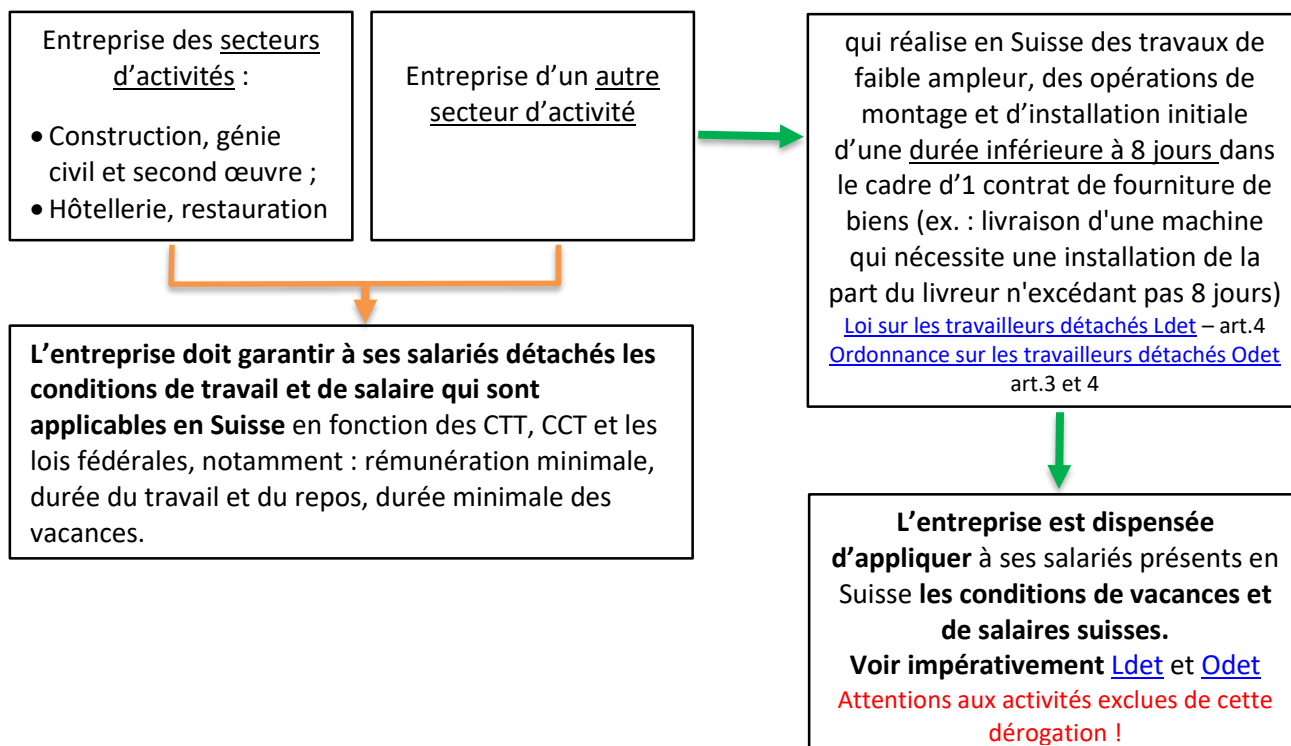 Entreprise des secteurs
d’activités :
• Construction, génie
civil et second œuvre ;
• Hôtellerie, restauration
Entreprise d’un autre
secteur d’activité
qui réalise en Suisse des travaux de
faible ampleur, des opérations de
montage et d’installation initiale
d’une durée inférieure à 8 jours dans
le cadre d’1 contrat de fourniture de
biens (ex. : livraison d'une machine
qui nécessite une installation de la
part du livreur n'excédant pas 8 jours)
Loi sur les travailleurs détachés Ldet – art.4
Ordonnance sur les travailleurs détachés Odet
art.3 et 4
L’entreprise doit garantir à ses salariés détachés les
conditions de travail et de salaire qui sont
applicables en Suisse en fonction des CTT, CCT et les
lois fédérales, notamment : rémunération minimale,
durée du travail et du repos, durée minimale des
vacances.
L’entreprise est dispensée
d’appliquer à ses salariés présents en
Suisse les conditions de vacances et
de salaires suisses.
Voir impérativement Ldet et Odet
Attentions aux activités exclues de cette
dérogation !